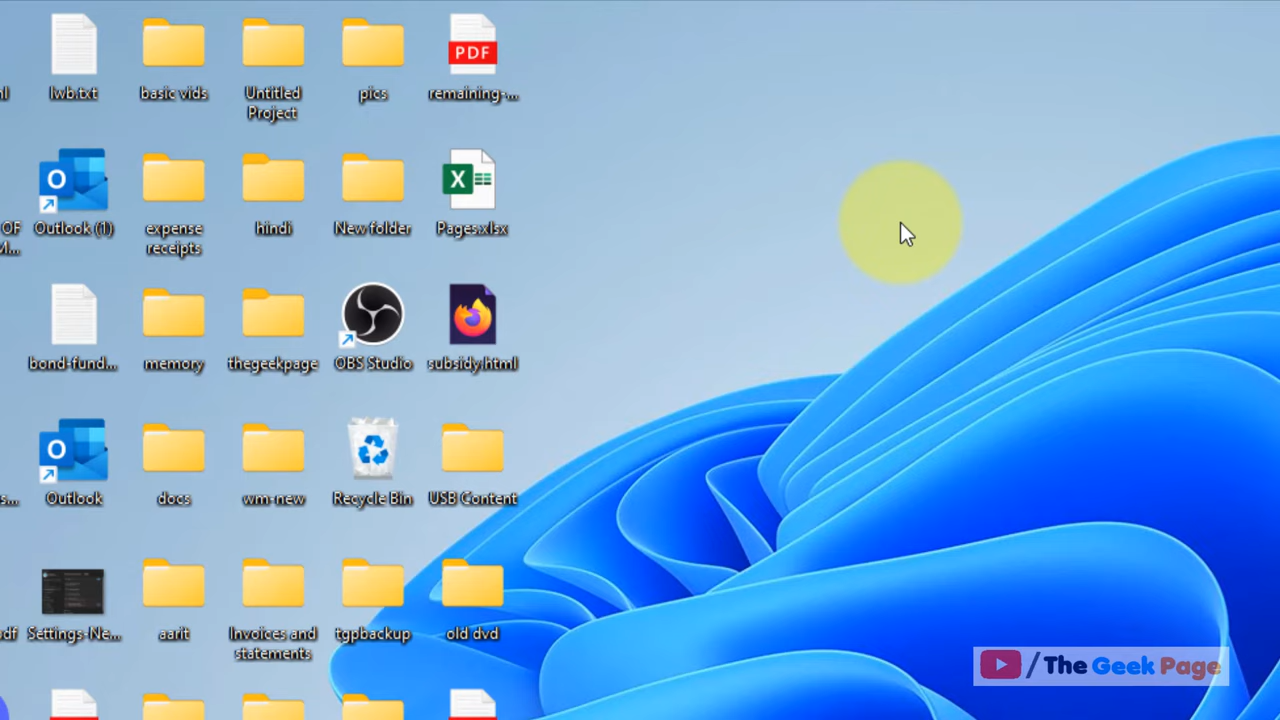 lwb.txt
basic vids
Untitled
Project
pics
PDF
remaining-...
Outlook (1)
expense
receipts
hindi
New folder
X
Pages.xlsx
OF
M...
O
bond-fund...
memory
thegeekpage
OBS Studio
subsidy.html
O
Outlook
docs
wm-new
Recycle Bin
USB Content
s...
Settings-Ne...
aarit
Invoices and
statements
tgpbackup
old dvd
/The Geek Page